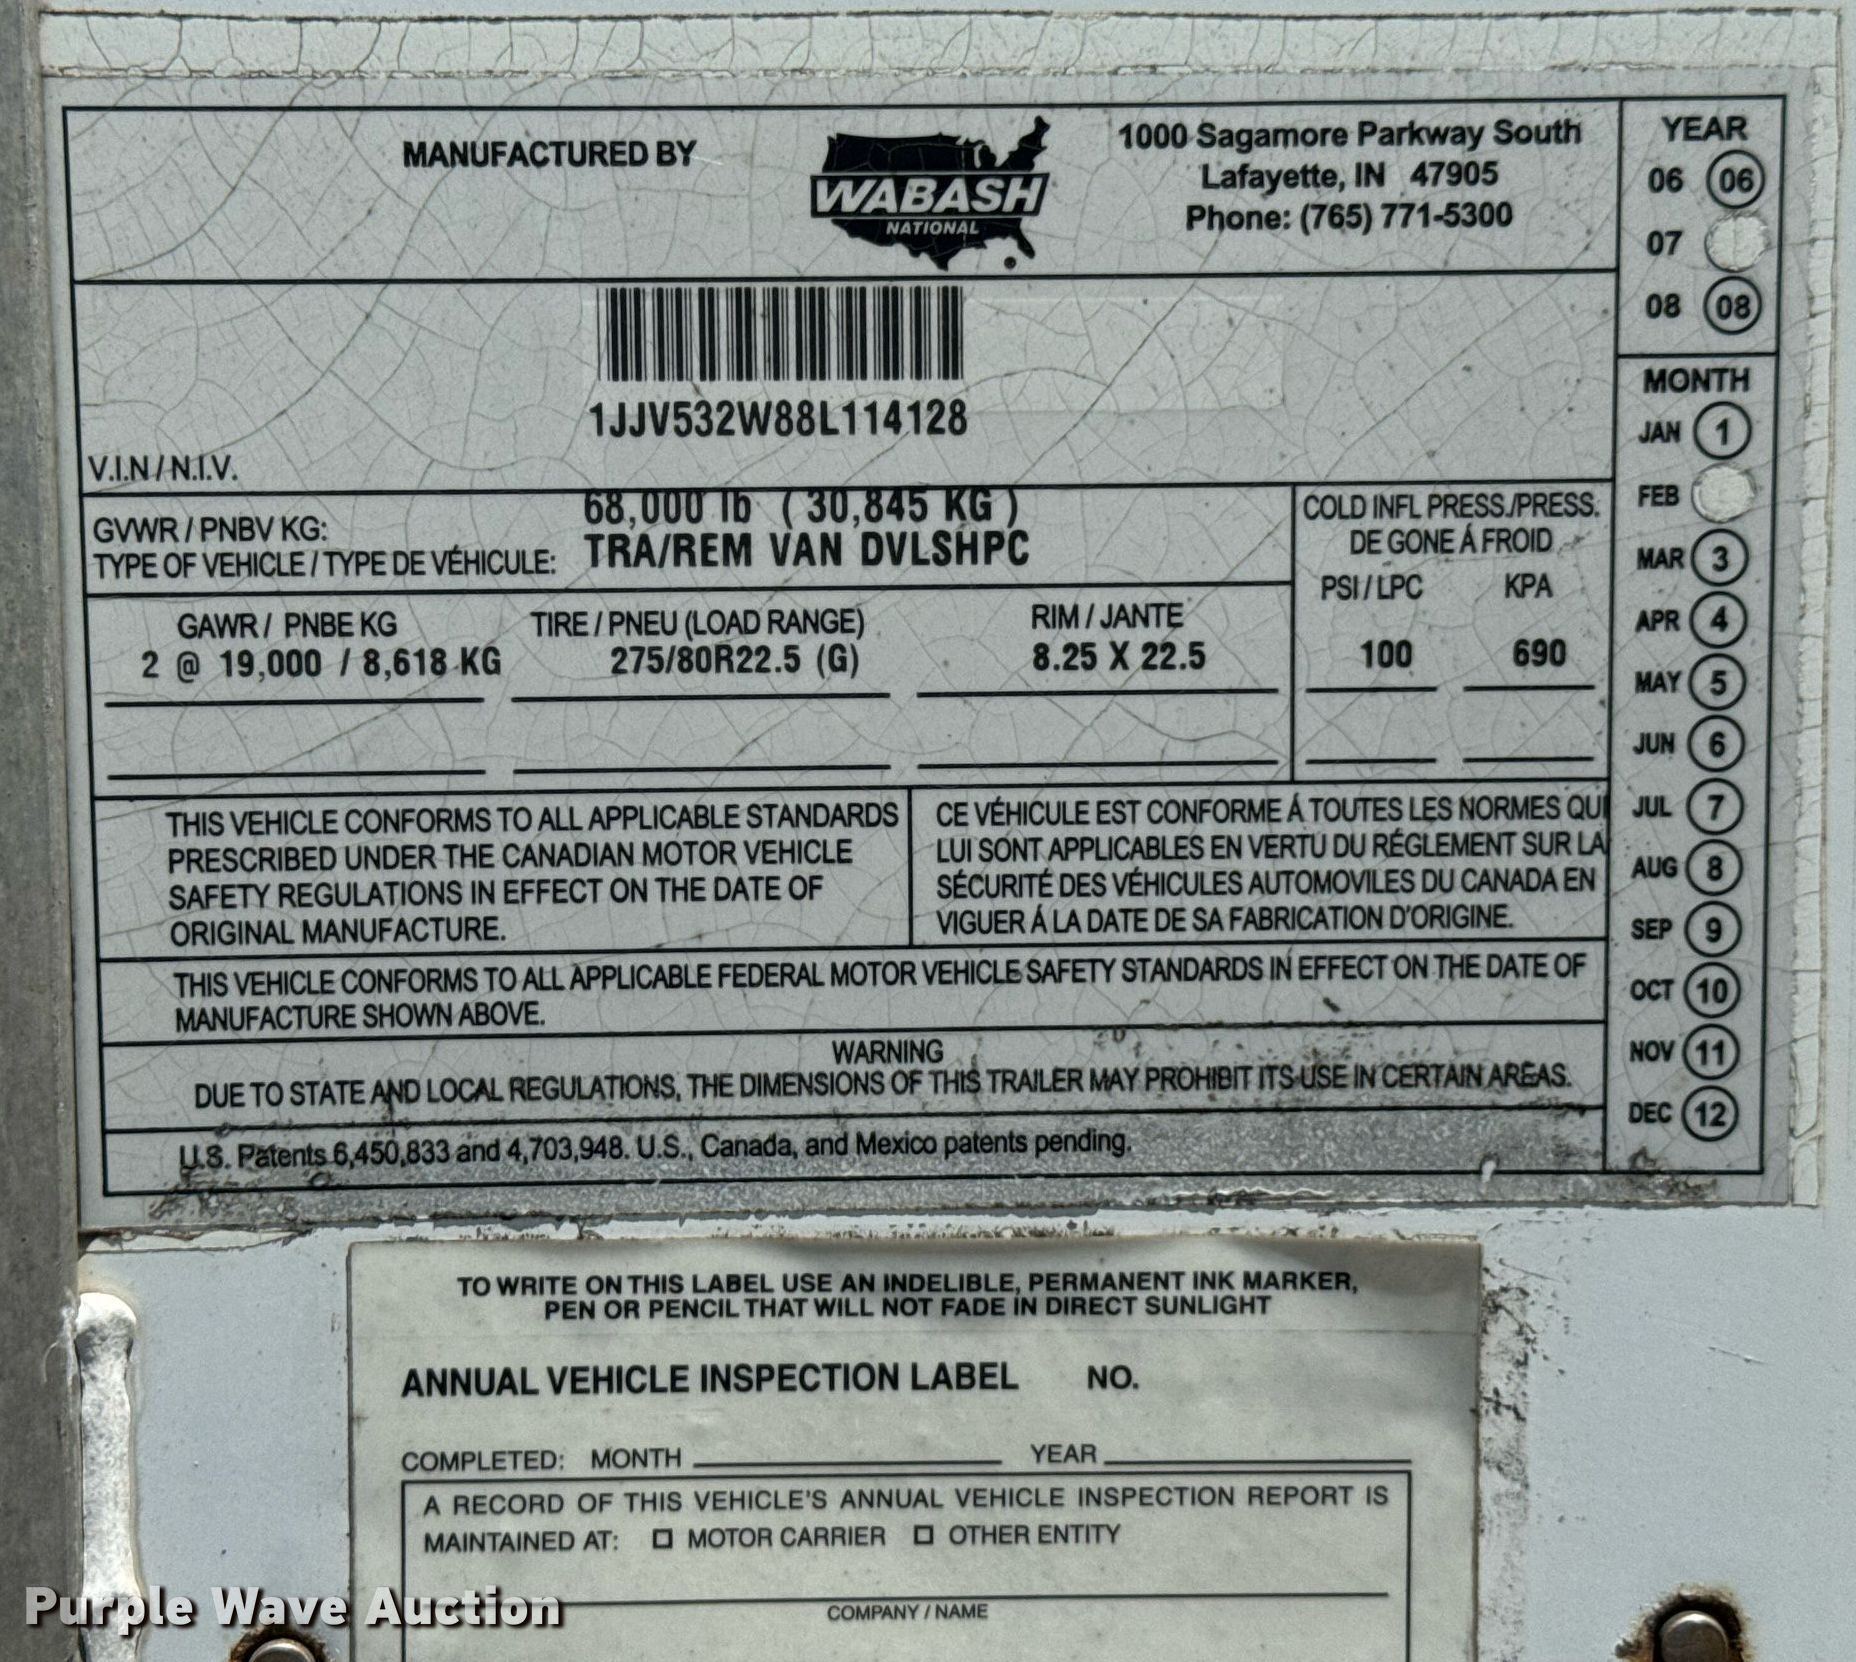 MANUFACTURED BY
WABASH
NATIONAL
®
1000 Sagamore Parkway South
Lafayette, IN 47905
Phone: (765) 771-5300
1JJV532W88L114128
V.I.N / N.I.V.
GVWR / PNBV KG: 68,000 lb ( 30,845 KG )
TYPE OF VEHICLE / TYPE DE VÉHICULE: TRA/REM VAN DVLSHPC
COLD INFL PRESS./PRESS.
DE GONE Á FROID
PSI / LPC KPA
100 690
GAWR / PNBE KG TIRE / PNEU (LOAD RANGE) RIM / JANTE
2 @ 19,000 / 8,618 KG 275/80R22.5 (G) 8.25 X 22.5
THIS VEHICLE CONFORMS TO ALL APPLICABLE STANDARDS
PRESCRIBED UNDER THE CANADIAN MOTOR VEHICLE
SAFETY REGULATIONS IN EFFECT ON THE DATE OF
ORIGINAL MANUFACTURE.
CE VÉHICULE EST CONFORME Á TOUTES LES NORMES QUI
LUI SONT APPLICABLES EN VERTU DU RÉGLEMENT SUR LA
SÉCURITÉ DES VÉHICULES AUTOMOVILES DU CANADA EN
VIGUER Á LA DATE DE SA FABRICATION D'ORIGINE.
THIS VEHICLE CONFORMS TO ALL APPLICABLE FEDERAL MOTOR VEHICLE SAFETY STANDARDS IN EFFECT ON THE DATE OF
MANUFACTURE SHOWN ABOVE.
WARNING
DUE TO STATE AND LOCAL REGULATIONS, THE DIMENSIONS OF THIS TRAILER MAY PROHIBIT ITS USE IN CERTAIN AREAS.
U.S. Patents 6,450,833 and 4,703,948. U.S., Canada, and Mexico patents pending.
YEAR
06 06
07
08 08
MONTH
JAN 1
FEB
MAR 3
APR 4
MAY 5
JUN 6
JUL 7
AUG 8
SEP 9
OCT 10
NOV 11
DEC 12
TO WRITE ON THIS LABEL USE AN INDELIBLE, PERMANENT INK MARKER,
PEN OR PENCIL THAT WILL NOT FADE IN DIRECT SUNLIGHT
ANNUAL VEHICLE INSPECTION LABEL NO.
COMPLETED: MONTH YEAR
A RECORD OF THIS VEHICLE'S ANNUAL VEHICLE INSPECTION REPORT IS
MAINTAINED AT: MOTOR CARRIER OTHER ENTITY
COMPANY / NAME
Purple Wave Auction